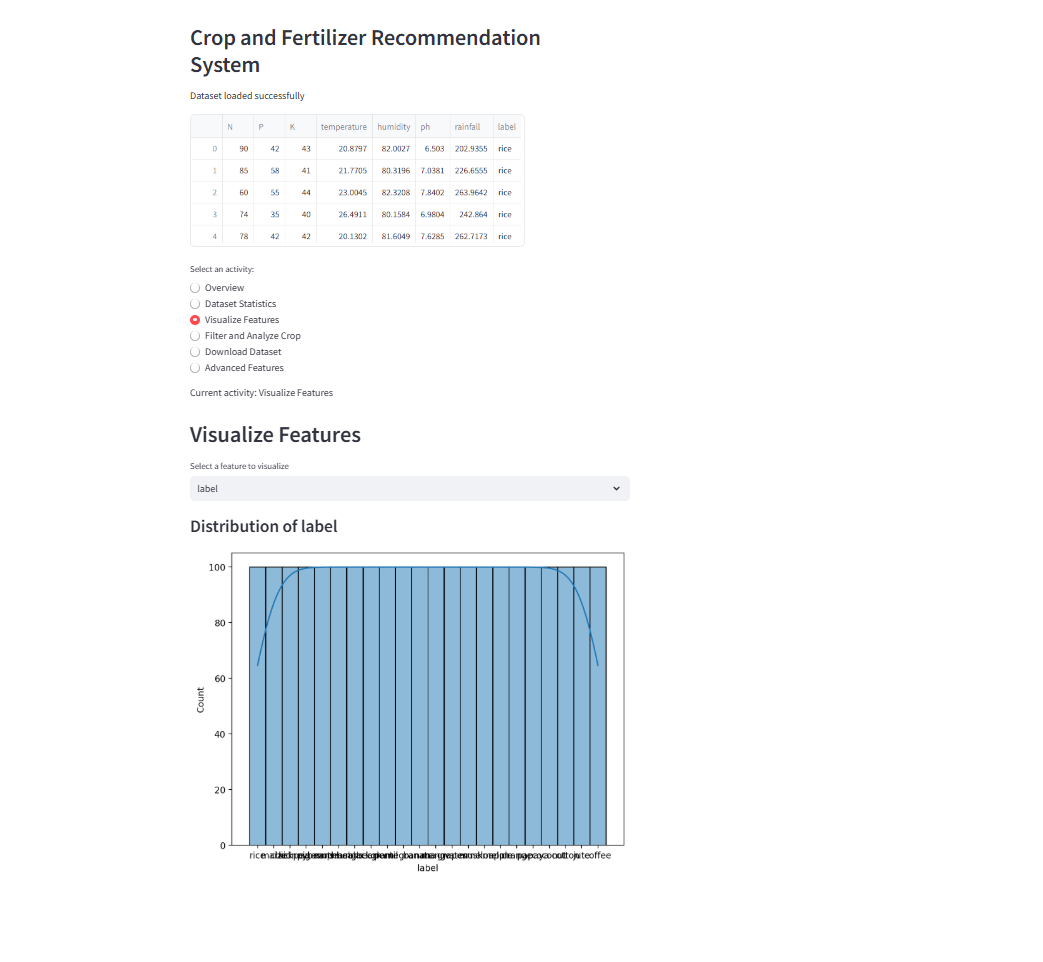 Crop and Fertilizer Recommendation
System
Dataset loaded successfully
N P K temperature humidity ph rainfall label
0 90 42 43 20.8797 82.0027 6.503 202.9355 rice
1 85 58 41 21.7705 80.3196 7.0381 226.6555 rice
2 60 55 44 23.0045 82.3208 7.8402 263.9642 rice
3 74 35 40 26.4911 80.1584 6.9804 242.864 rice
4 78 42 42 20.1302 81.6049 7.6285 262.7173 rice
Select an activity:
Overview
Dataset Statistics
Visualize Features
Filter and Analyze Crop
Download Dataset
Advanced Features
Current activity: Visualize Features
Visualize Features
Select a feature to visualize
label
Distribution of label
100
80
60
40
20
0
Count
rice
label